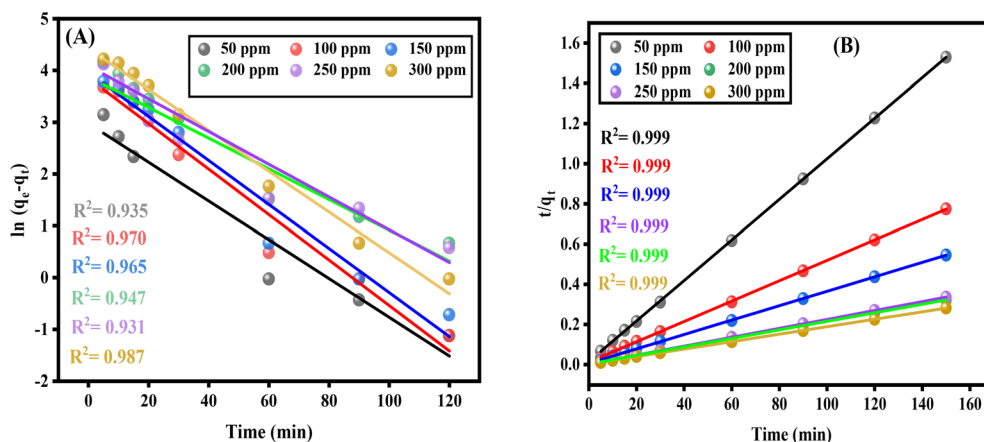 (A)
50 ppm 100 ppm 150 ppm
200 ppm 250 ppm 300 ppm
5
4
3
2
1
0
-1
-2
ln (qe-qt)
R²= 0.935
R²= 0.970
R²= 0.965
R²= 0.947
R²= 0.931
R²= 0.987
0 20 40 60 80 100 120
Time (min)
(B)
50 ppm 100 ppm
150 ppm 200 ppm
250 ppm 300 ppm
1.6
1.4
1.2
1.0
0.8
0.6
0.4
0.2
0.0
t/qt
R²= 0.999
R²= 0.999
R²= 0.999
R²= 0.999
R²= 0.999
R²= 0.999
0 20 40 60 80 100 120 140 160
Time (min)